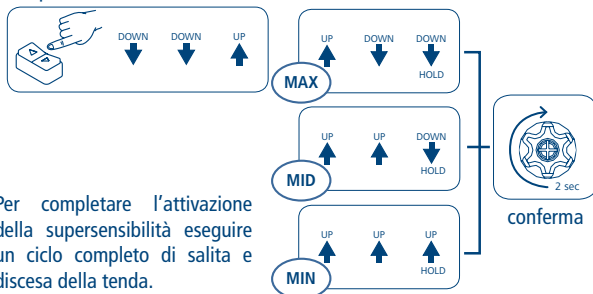 DOWN DOWN UP
UP DOWN DOWN
HOLD
MAX
UP UP DOWN
HOLD
MID
2 sec
conferma
UP UP UP
HOLD
MIN
Per completare l'attivazione
della supersensibilità eseguire
un ciclo completo di salita e
discesa della tenda.